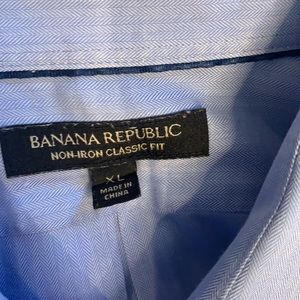 BANANA REPUBLIC
NON-IRON CLASSIC FIT
XL
MADE IN
CHINA